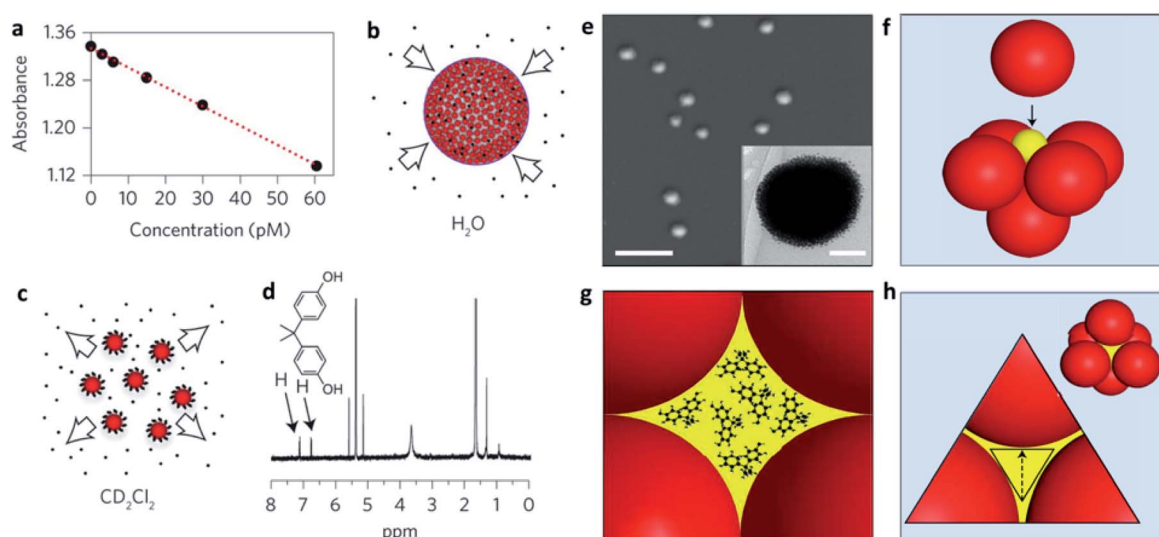 a
1.36
1.28
1.20
1.12
Absorbance
0 10 20 30 40 50 60
Concentration (pM)
b
H₂O
c
CD₂Cl₂
d
OH
OH
H H
8 7 6 5 4 3 2 1 0
ppm
e
f
g
h